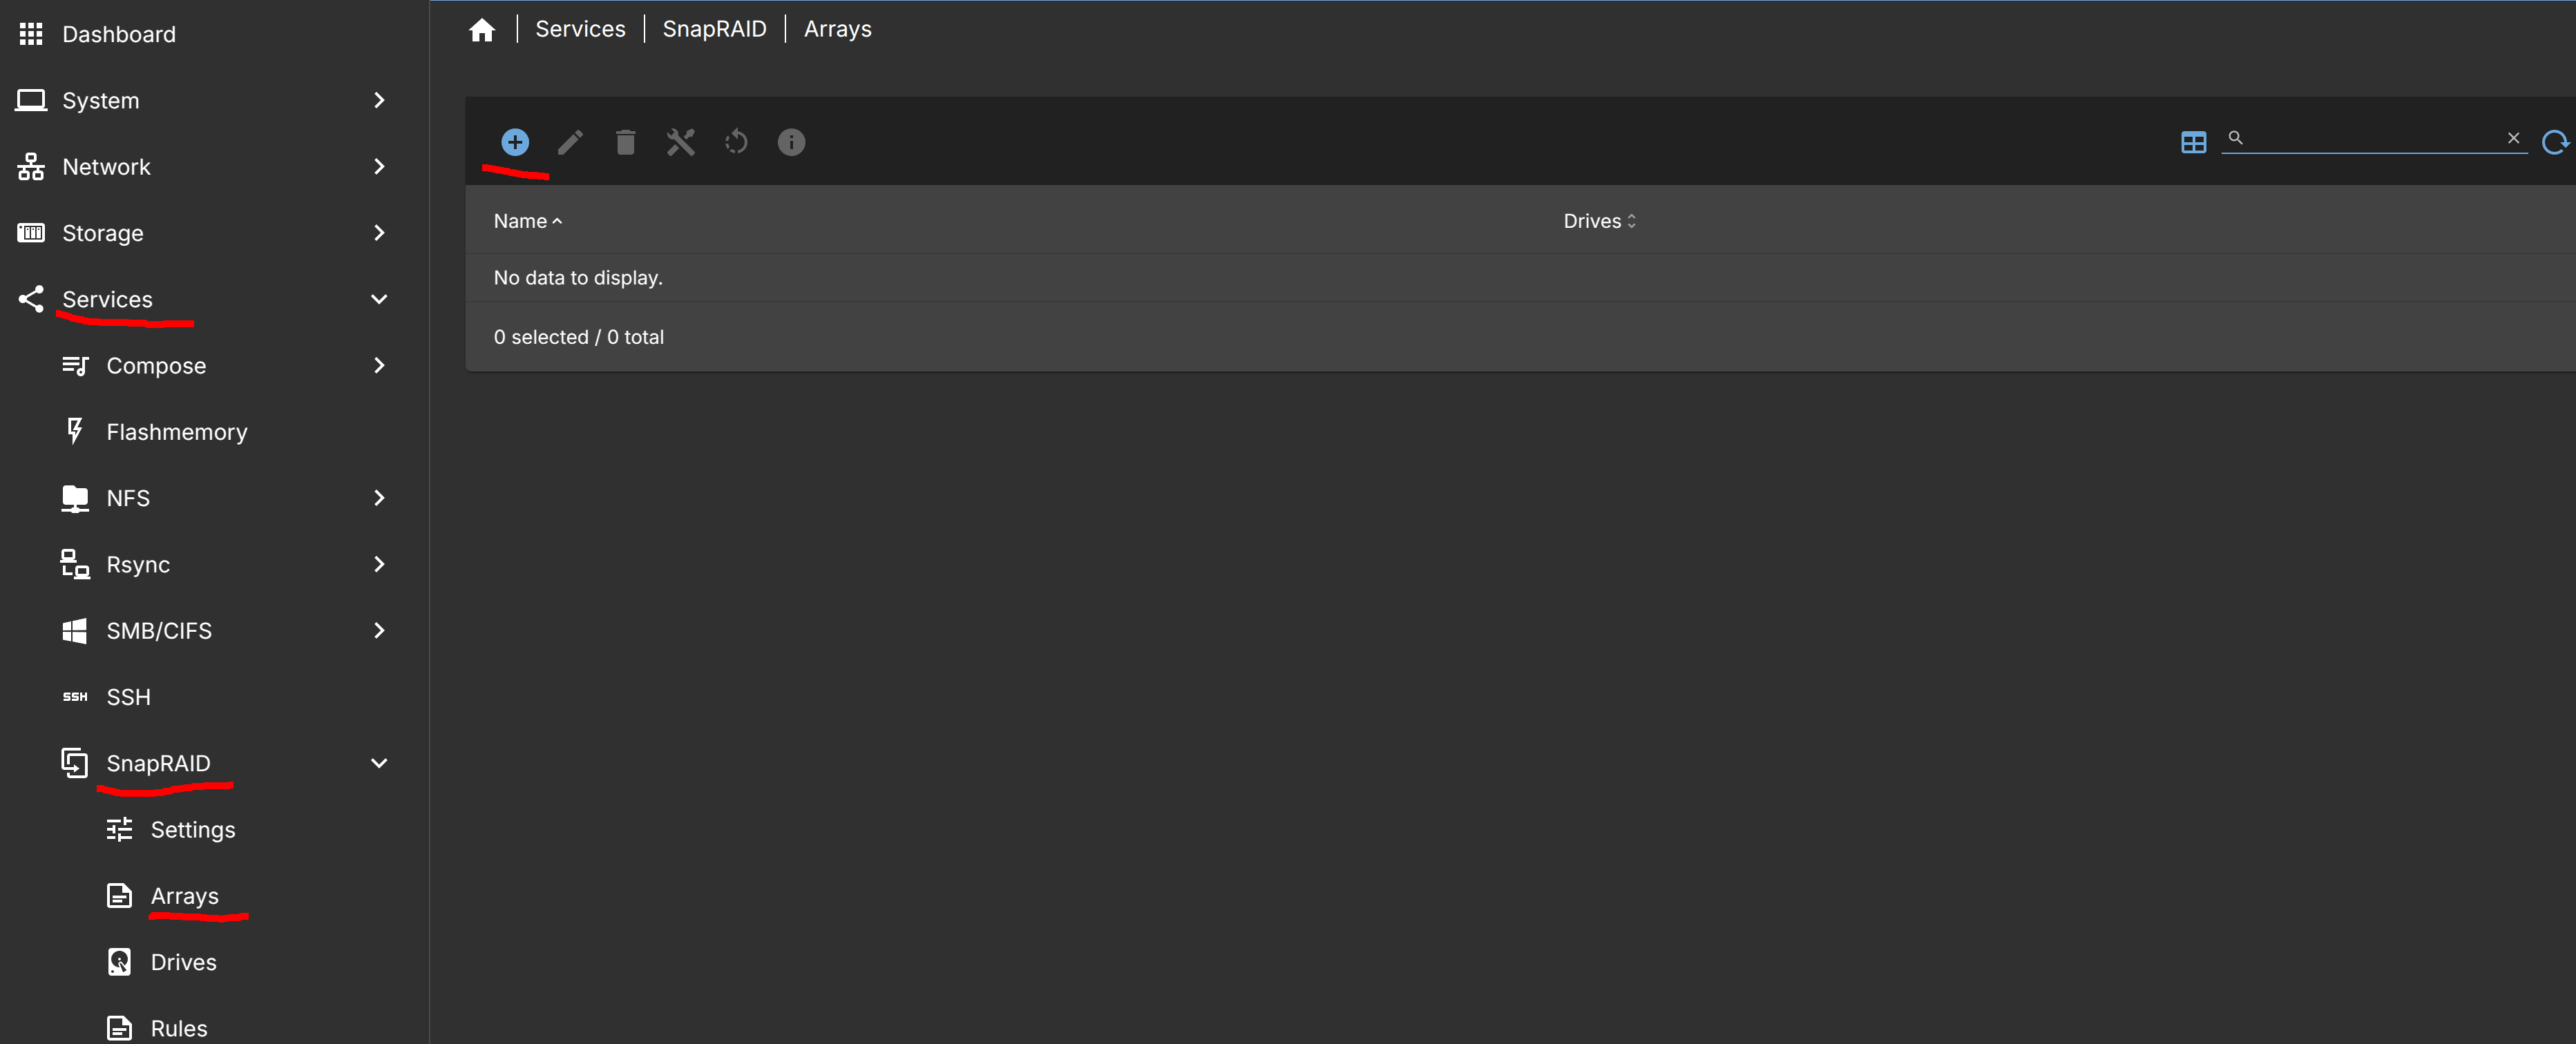 Dashboard
System
Network
Storage
Services
Compose
Flashmemory
NFS
Rsync
SMB/CIFS
SSH SSH
SnapRAID
Settings
Arrays
Drives
Rules
Services | SnapRAID | Arrays
Name Drives
No data to display.
0 selected / 0 total